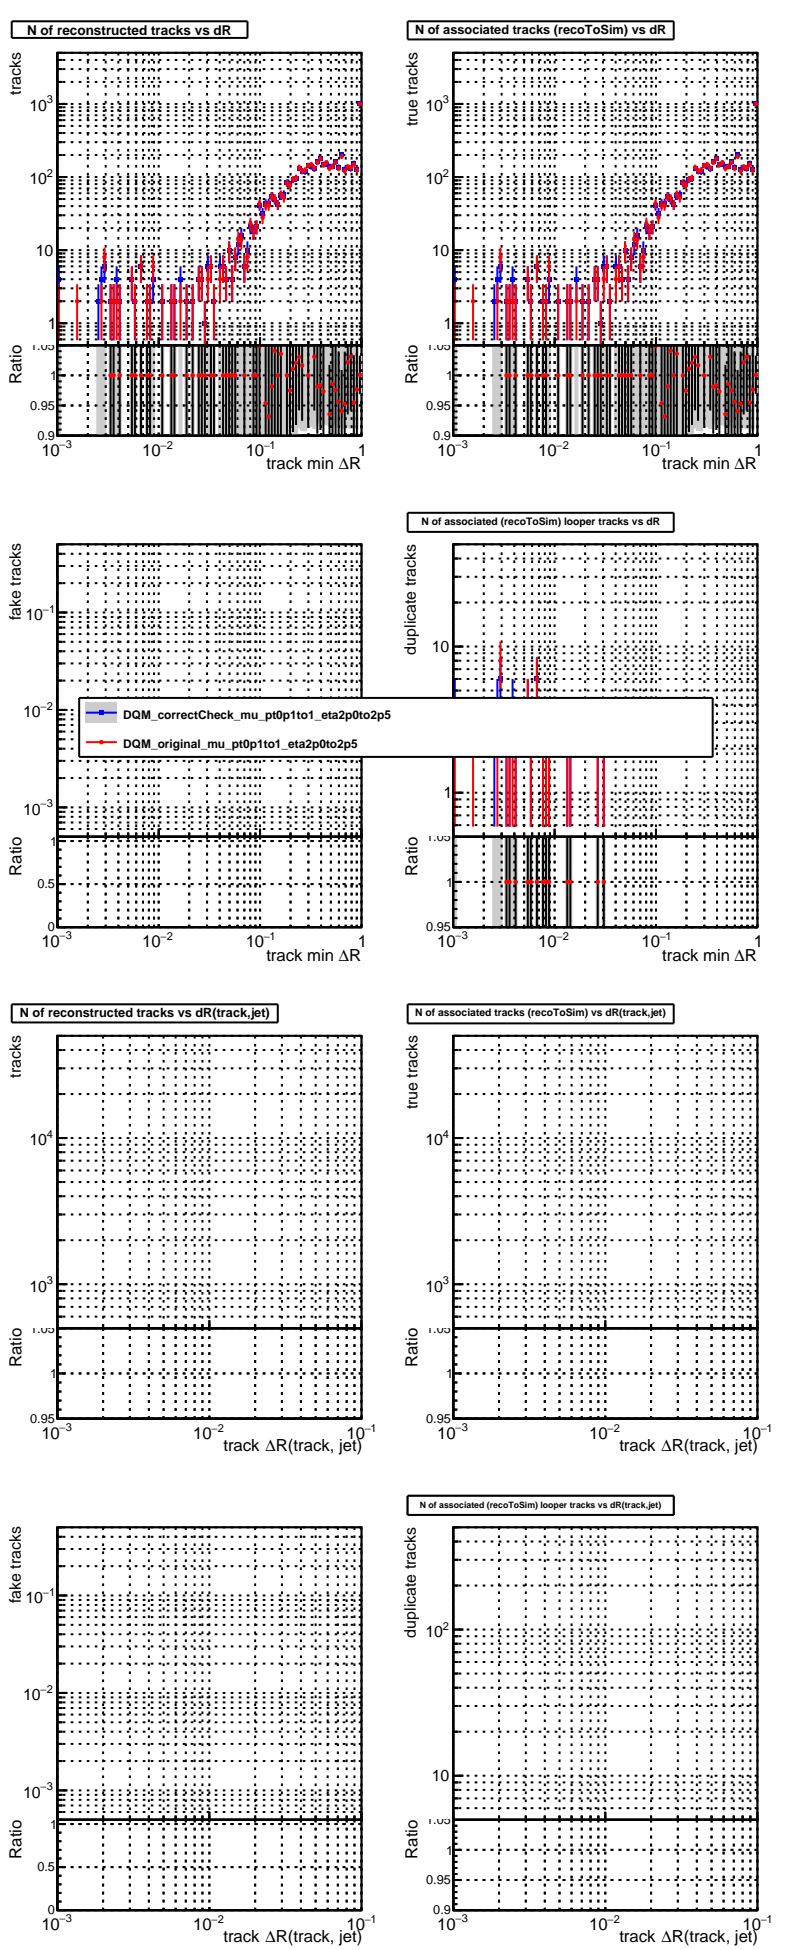 N of reconstructed tracks vs dR
N of associated tracks (recoToSim) vs dR
tracks
10³
10²
10
1
Ratio
1.05
1
0.95
0.9
10⁻³ 10⁻² 10⁻¹ 1
track min ΔR
true tracks
10³
10²
10
1
Ratio
1.05
1
0.95
0.9
10⁻³ 10⁻² 10⁻¹ 1
track min ΔR
N of associated (recoToSim) looper tracks vs dR
fake tracks
10⁻¹
10⁻²
10⁻³
Ratio
1
0.5
0
10⁻³ 10⁻² 10⁻¹ 1
track min ΔR
duplicate tracks
10
1
Ratio
1.05
1
0.95
10⁻³ 10⁻² 10⁻¹ 1
track min ΔR
DQM_correctCheck_mu_pt0p1to1_eta2p0to2p5
DQM_original_mu_pt0p1to1_eta2p0to2p5
N of reconstructed tracks vs dR(track,jet)
N of associated tracks (recoToSim) vs dR(track,jet)
tracks
10⁴
10³
Ratio
1.05
1
0.95
10⁻³ 10⁻² 10⁻¹
track ΔR(track, jet)
true tracks
10⁴
10³
Ratio
1.05
1
0.95
10⁻³ 10⁻² 10⁻¹
track ΔR(track, jet)
N of associated (recoToSim) looper tracks vs dR(track,jet)
fake tracks
10⁻¹
10⁻²
10⁻³
Ratio
1
0.5
0
10⁻³ 10⁻² 10⁻¹
track ΔR(track, jet)
duplicate tracks
10²
10
Ratio
1.05
1
0.95
0.9
10⁻³ 10⁻² 10⁻¹
track ΔR(track, jet)